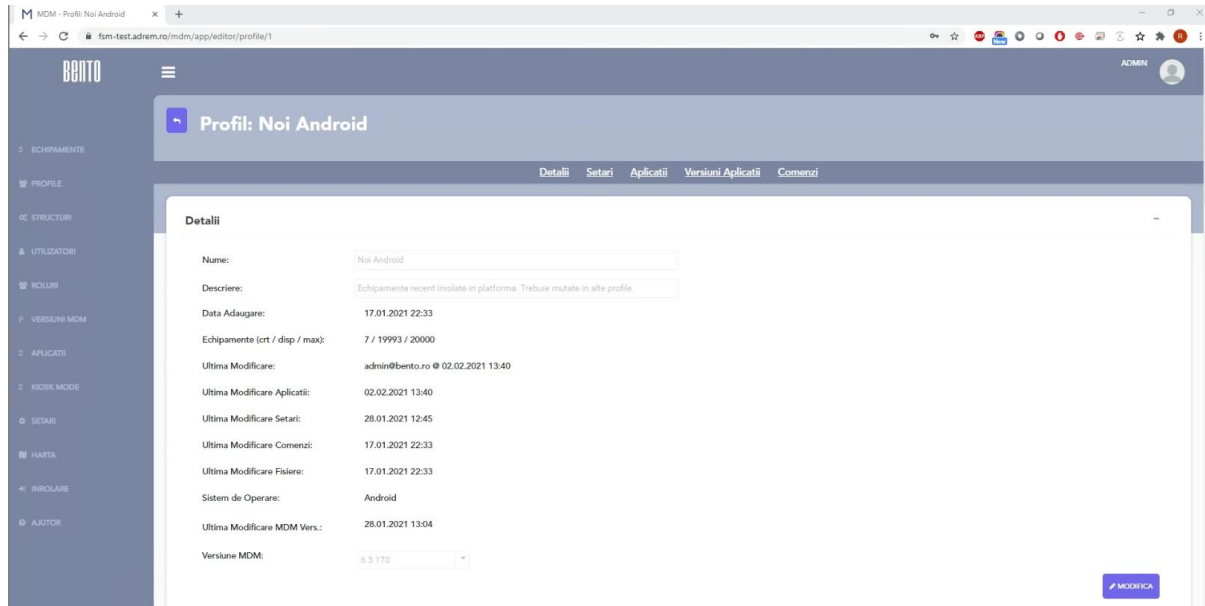 MDM - Profil: Noi Android
fsm-test.adrem.ro/mdm/app/editor/profile/1
ABP
New
R
BENTO
ADMIN
Profil: Noi Android
ECHIPAMENTE
PROFILE
STRUCTURI
UTILIZATORI
ROLURI
VERSIUNI MDM
APLICATII
KIOSK MODE
SETARI
HARTA
INROLARE
AJUTOR
Detalii Setari Aplicatii Versiuni Aplicatii Comenzi
Detalii
Nume: Noi Android
Descriere: Echipamente recent inrolate in platforma. Trebuie mutate in alte profile.
Data Adaugare: 17.01.2021 22:33
Echipamente (crt / disp / max): 7 / 19993 / 20000
Ultima Modificare: admin@bento.ro @ 02.02.2021 13:40
Ultima Modificare Aplicatii: 02.02.2021 13:40
Ultima Modificare Setari: 28.01.2021 12:45
Ultima Modificare Comenzi: 17.01.2021 22:33
Ultima Modificare Fisiere: 17.01.2021 22:33
Sistem de Operare: Android
Ultima Modificare MDM Vers.: 28.01.2021 13:04
Versiune MDM: 6.3.170
MODIFICA